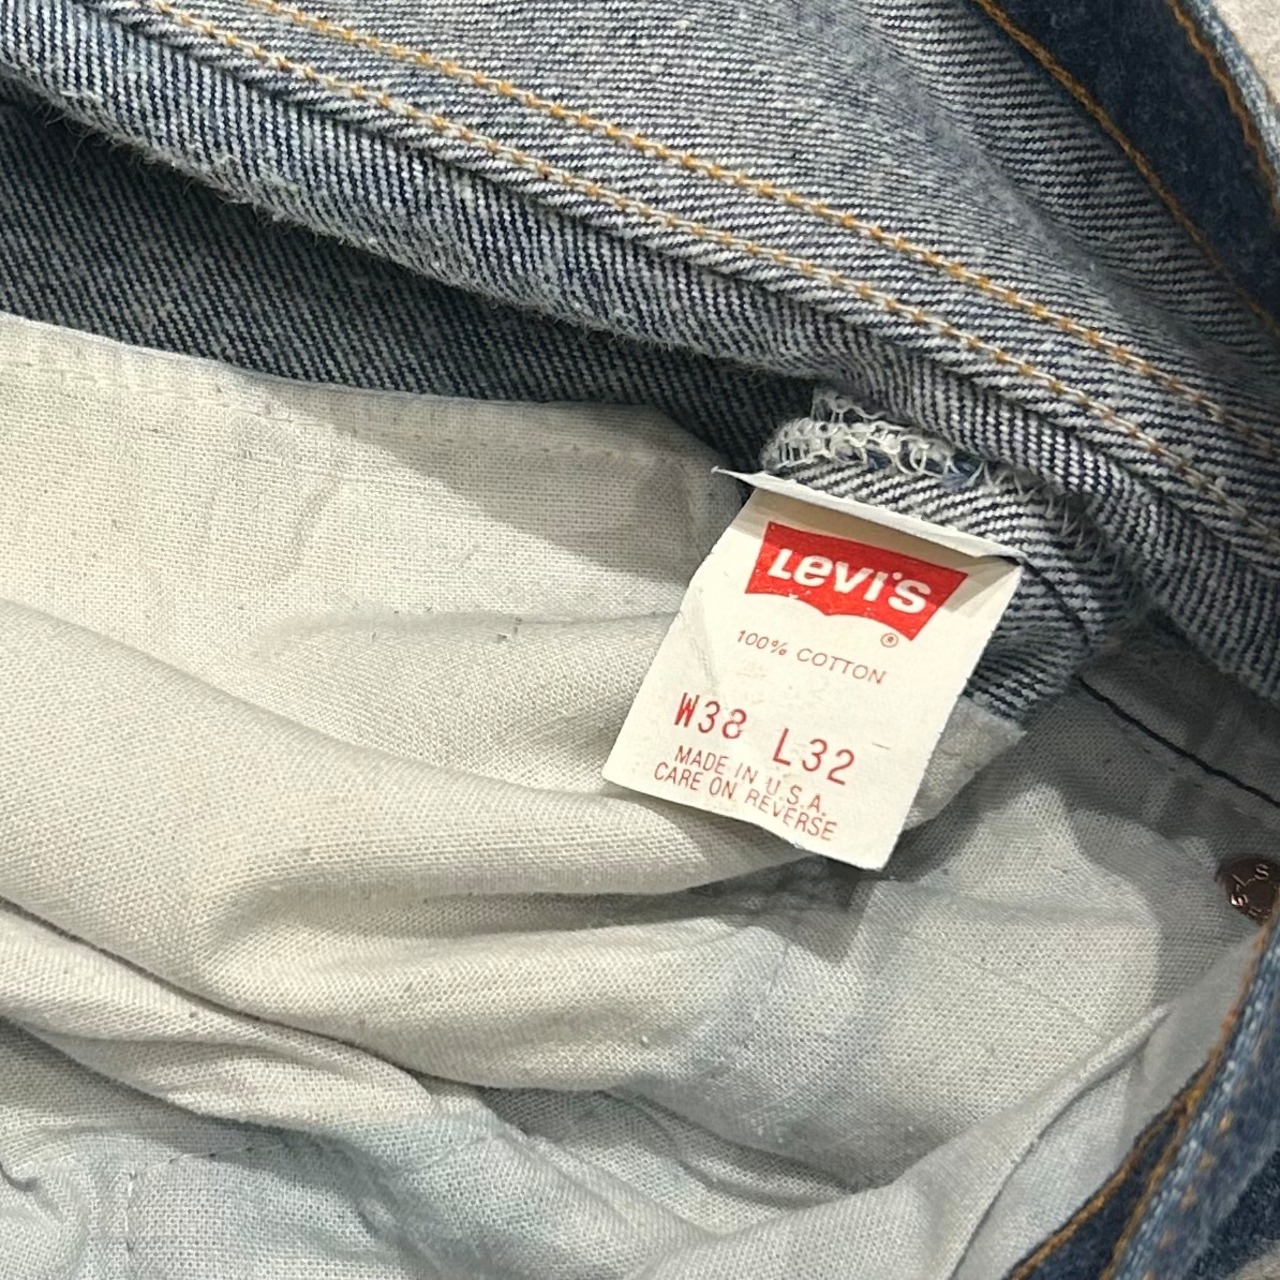 Levi's
®
100% COTTON
W38 L32
MADE IN U.S.A.
CARE ON REVERSE